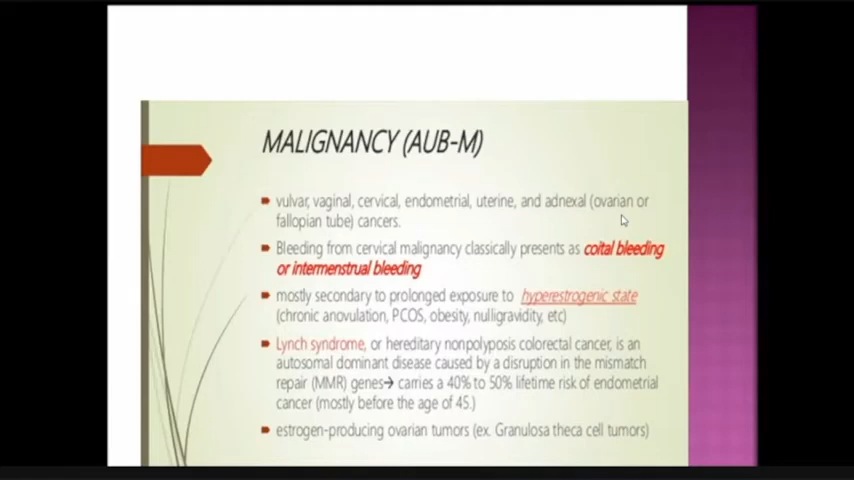 MALIGNANCY (AUB-M)
vulvar, vaginal, cervical, endometrial, uterine, and adnexal (ovarian or
fallopian tube) cancers.
Bleeding from cervical malignancy classically presents as coital bleeding
or intermenstrual bleeding
mostly secondary to prolonged exposure to hyperestrogenic state
(chronic anovulation, PCOS, obesity, nulligravidity, etc)
Lynch syndrome, or hereditary nonpolyposis colorectal cancer, is an
autosomal dominant disease caused by a disruption in the mismatch
repair (MMR) genes→ carries a 40% to 50% lifetime risk of endometrial
cancer (mostly before the age of 45.)
estrogen-producing ovarian tumors (ex. Granulosa theca cell tumors)